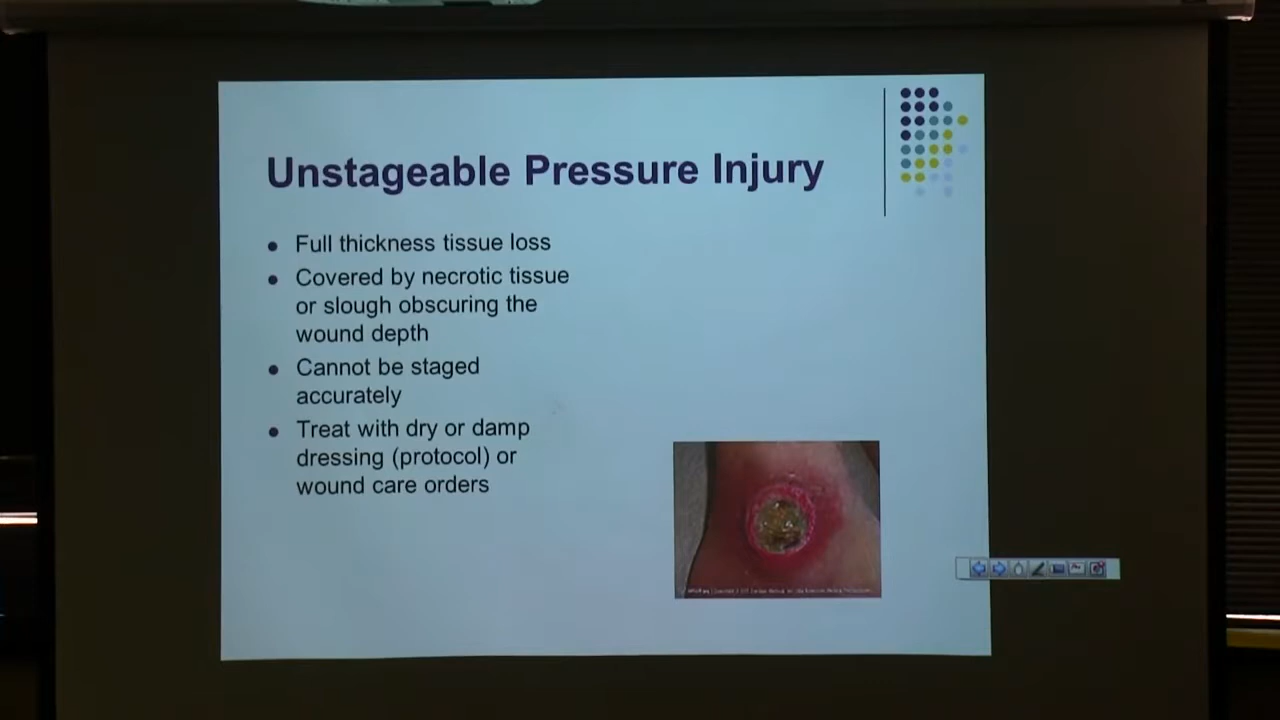 Unstageable Pressure Injury
Full thickness tissue loss
Covered by necrotic tissue
or slough obscuring the
wound depth
Cannot be staged
accurately
Treat with dry or damp
dressing (protocol) or
wound care orders